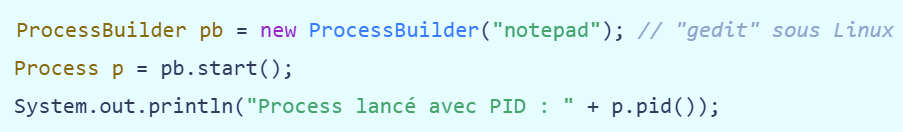 ProcessBuilder pb = new ProcessBuilder("notepad"); // "gedit" sous Linux
Process p = pb.start();
System.out.println("Process lancé avec PID : " + p.pid());